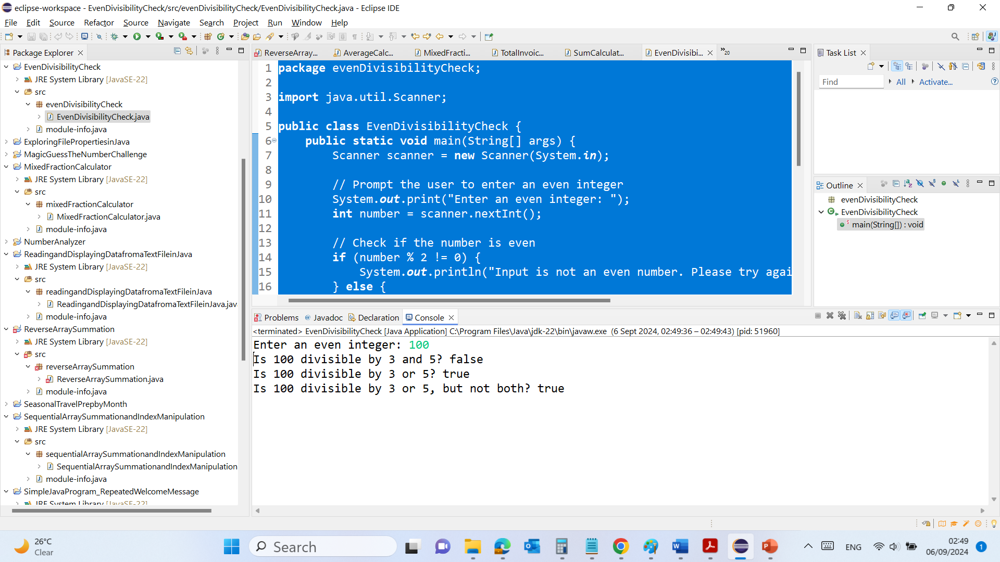 eclipse-workspace - EvenDivisibilityCheck/src/evenDivisibilityCheck/EvenDivisibilityCheck.java - Eclipse IDE
File Edit Source Refactor Source Navigate Search Project Run Window Help
Package Explorer
EvenDivisibilityCheck
JRE System Library [JavaSE-22]
src
evenDivisibilityCheck
EvenDivisibilityCheck.java
module-info.java
ExploringFilePropertiesinJava
MagicGuessTheNumberChallenge
MixedFractionCalculator
JRE System Library [JavaSE-22]
src
mixedFractionCalculator
MixedFractionCalculator.java
module-info.java
NumberAnalyzer
ReadingandDisplayingDatafromaTextFileinJava
JRE System Library [JavaSE-22]
src
readingandDisplayingDatafromaTextFileinJava
ReadingandDisplayingDatafromaTextFileinJava.jav
module-info.java
ReverseArraySummation
JRE System Library [JavaSE-22]
src
reverseArraySummation
ReverseArraySummation.java
module-info.java
SeasonalTravelPrepbyMonth
SequentialArraySummationandIndexManipulation
JRE System Library [JavaSE-22]
src
sequentialArraySummationandIndexManipulation
SequentialArraySummationandIndexManipulation
module-info.java
SimpleJavaProgram_RepeatedWelcomeMessage
JRE System Library [JavaSE-22]
ReverseArray... AverageCalc... MixedFracti... TotalInvoic... SumCalculat... EvenDivisibi... »20
1 package evenDivisibilityCheck;
2
3 import java.util.Scanner;
4
5 public class EvenDivisibilityCheck {
6 public static void main(String[] args) {
7 Scanner scanner = new Scanner(System.in);
8
9 // Prompt the user to enter an even integer
10 System.out.print("Enter an even integer: ");
11 int number = scanner.nextInt();
12
13 // Check if the number is even
14 if (number % 2 != 0) {
15 System.out.println("Input is not an even number. Please try agai
16 } else {
Task List
Find All Activate...
Outline
evenDivisibilityCheck
EvenDivisibilityCheck
main(String[]) : void
Problems @ Javadoc Declaration Console
<terminated> EvenDivisibilityCheck [Java Application] C:\Program Files\Java\jdk-22\bin\javaw.exe (6 Sept 2024, 02:49:36 – 02:49:43) [pid: 51960]
Enter an even integer: 100
Is 100 divisible by 3 and 5? false
Is 100 divisible by 3 or 5? true
Is 100 divisible by 3 or 5, but not both? true
26°C
Clear
Search
ENG
02:49
06/09/2024
1